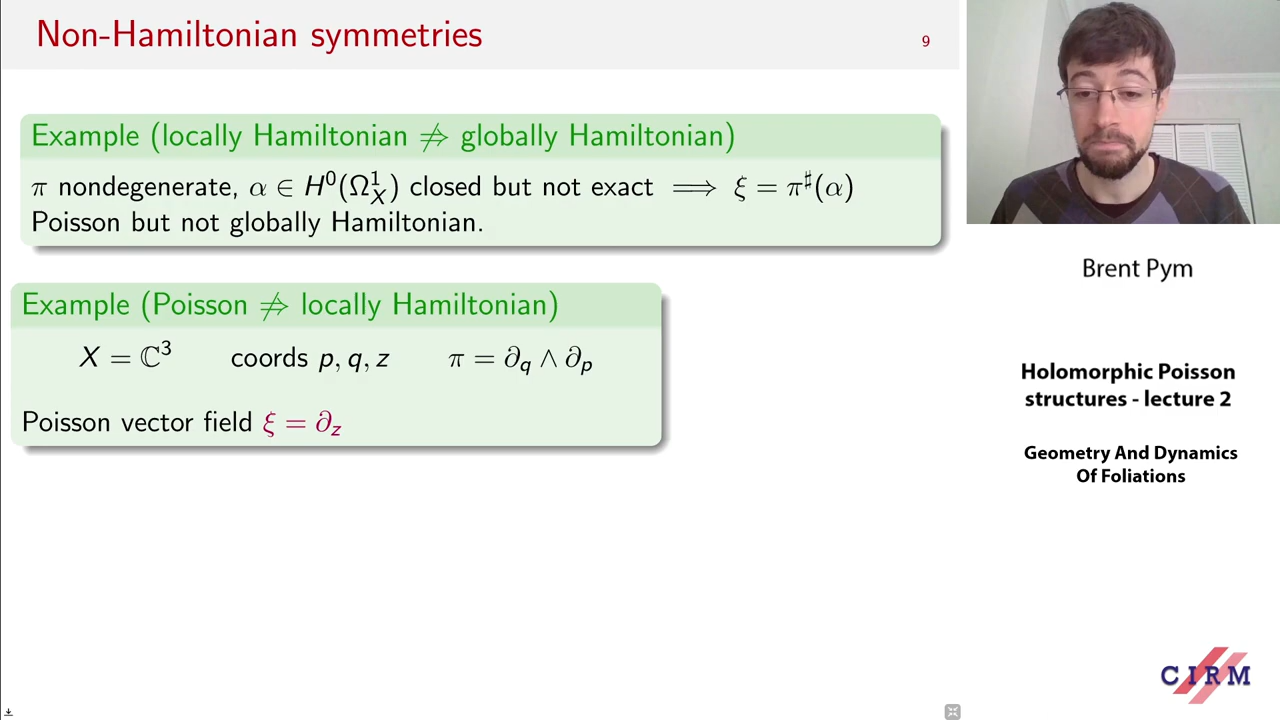 Non-Hamiltonian symmetries
9
Example (locally Hamiltonian ⇏ globally Hamiltonian)
π nondegenerate, α ∈ H⁰(Ω¹_X) closed but not exact ⟹ ξ = π♯(α)
Poisson but not globally Hamiltonian.
Example (Poisson ⇏ locally Hamiltonian)
X = ℂ³ coords p, q, z π = ∂_q ∧ ∂_p
Poisson vector field ξ = ∂_z
Brent Pym
Holomorphic Poisson
structures - lecture 2
Geometry And Dynamics
Of Foliations
CIRM